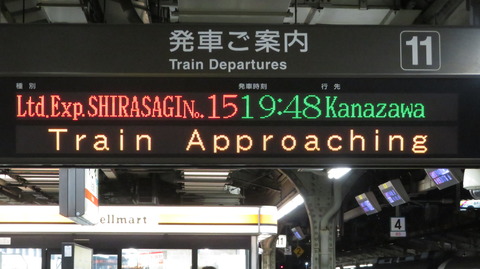 発車ご案内
Train Departures
11
種別 発車時刻 行先
Ltd.Exp.SHIRASAGI No.15 19:48 Kanazawa
Train Approaching
ellmart
4